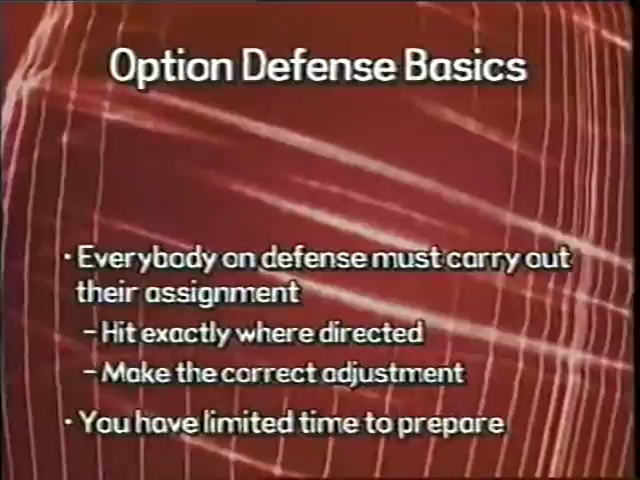 Option Defense Basics
· Everybody on defense must carry out
their assignment
– Hit exactly where directed
– Make the correct adjustment
· You have limited time to prepare